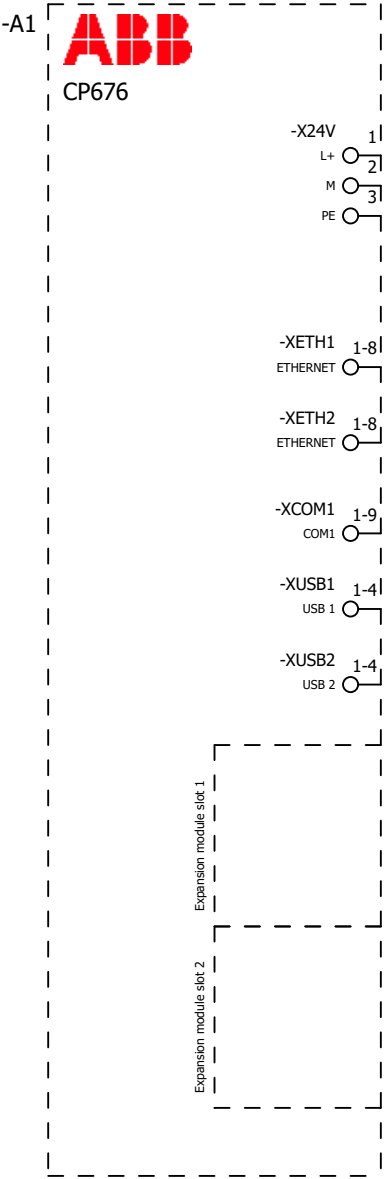 -A1
ABB
CP676
-X24V 1
L+
2
M
3
PE
-XETH1 1-8
ETHERNET
-XETH2 1-8
ETHERNET
-XCOM1 1-9
COM1
-XUSB1 1-4
USB 1
-XUSB2 1-4
USB 2
Expansion module slot 1
Expansion module slot 2